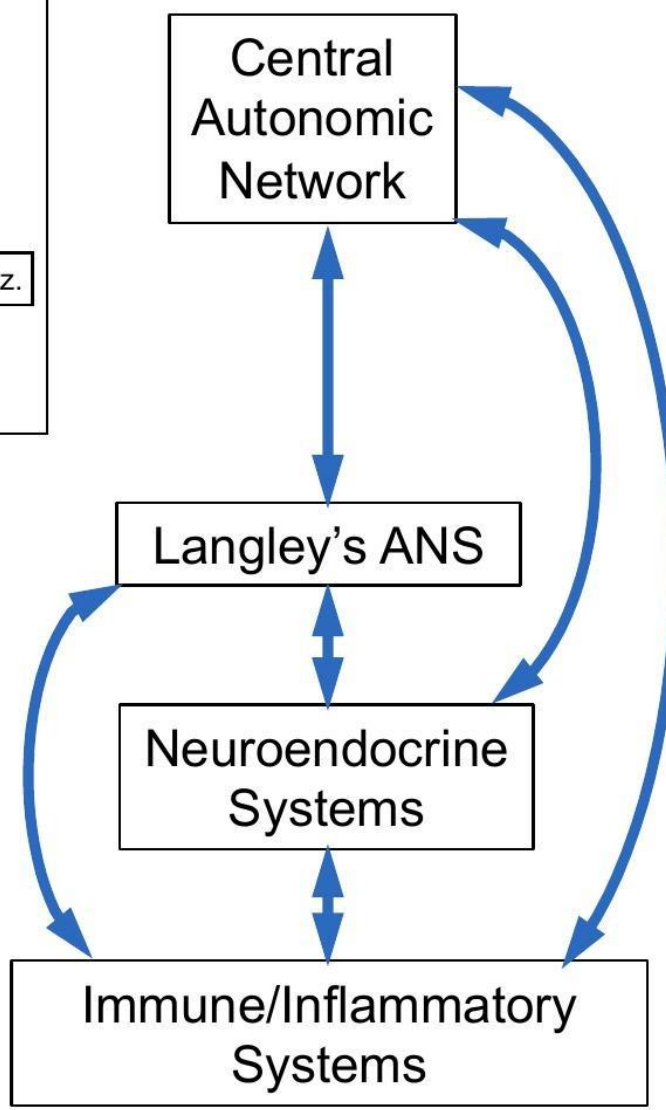 Central
Autonomic
Network
z.
Langley’s ANS
Neuroendocrine
Systems
Immune/Inflammatory
Systems